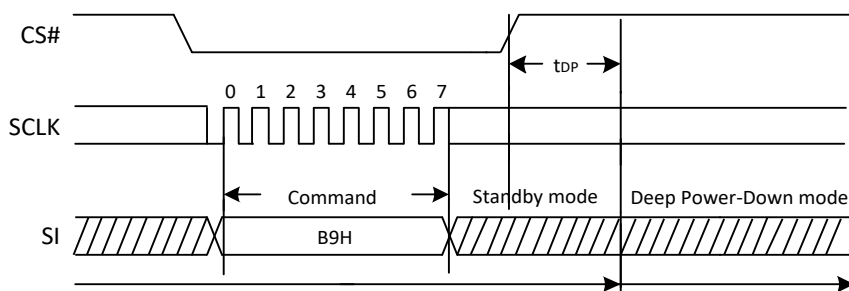 CS#
tDP
0 1 2 3 4 5 6 7
SCLK
Command
Standby mode
Deep Power-Down mode
SI
B9H